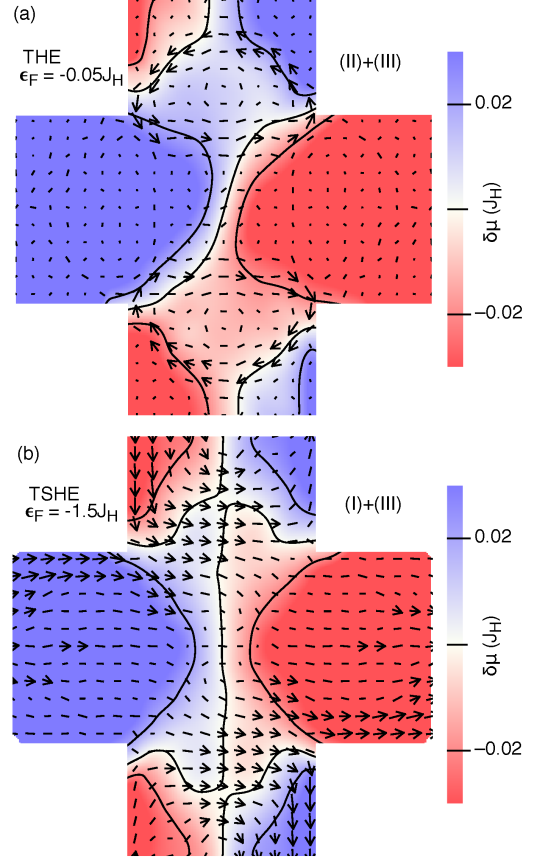 (a)
THE
ϵF = -0.05JH
(II)+(III)
0.02
−0.02
δμ (JH)
(b)
TSHE
ϵF = -1.5JH
(I)+(III)
0.02
−0.02
δμ (JH)